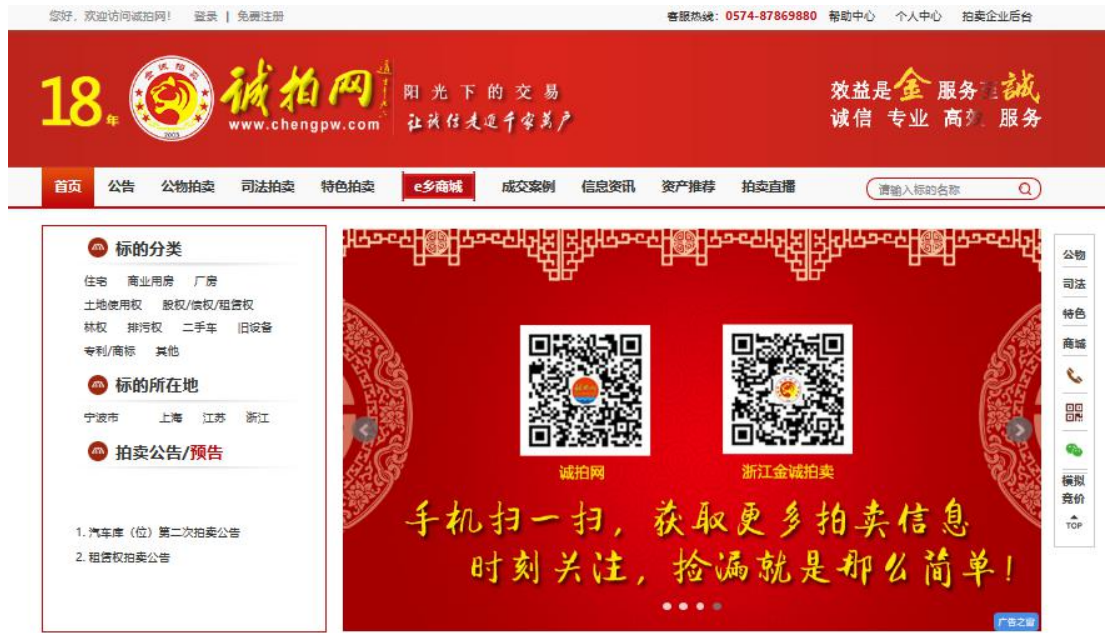 您好，欢迎访问诚拍网！ 登录 | 免费注册
客服热线：0574-87869880 帮助中心 个人中心 拍卖企业后台
18年
金诚拍卖
2003
诚拍网
www.chengpw.com
阳光下的交易
让诚信走进千家万户
效益是金 服务至誠
诚信 专业 高效 服务
首页 公告 公物拍卖 司法拍卖 特色拍卖 e乡商城 成交案例 信息资讯 资产推荐 拍卖直播
请输入标的名称
标的分类
住宅 商业用房 厂房
土地使用权 股权/债权/租赁权
林权 排污权 二手车 旧设备
专利/商标 其他
标的所在地
宁波市 上海 江苏 浙江
拍卖公告/预告
1. 汽车库（位）第二次拍卖公告
2. 租赁权拍卖公告
诚拍网
浙江金诚拍卖
手机扫一扫，获取更多拍卖信息
时刻关注，捡漏就是那么简单！
广告之窗
公物
司法
特色
商城
模拟
竞价
TOP